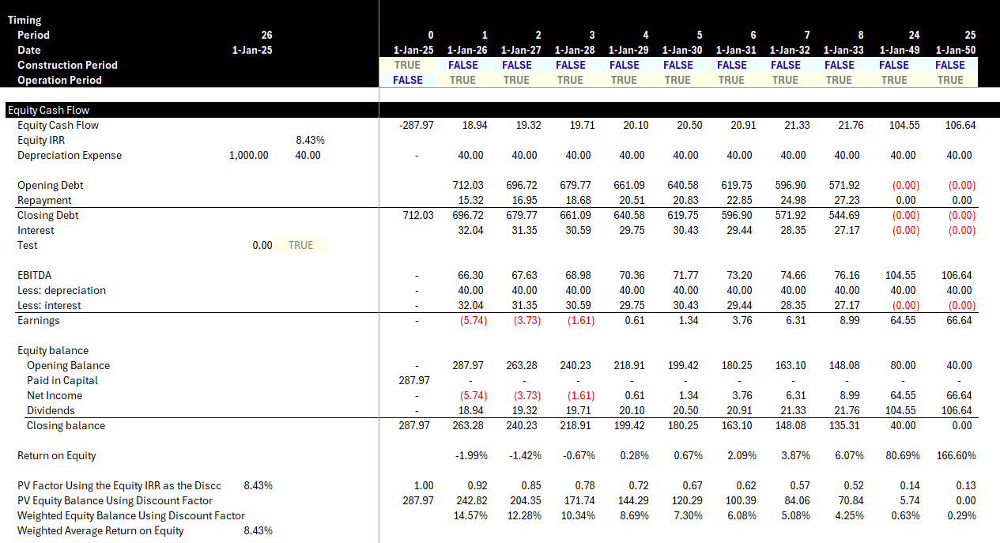 Timing
Period 26 0 1 2 3 4 5 6 7 8 24 25
Date 1-Jan-25 1-Jan-25 1-Jan-26 1-Jan-27 1-Jan-28 1-Jan-29 1-Jan-30 1-Jan-31 1-Jan-32 1-Jan-33 1-Jan-49 1-Jan-50
Construction Period TRUE FALSE FALSE FALSE FALSE FALSE FALSE FALSE FALSE FALSE FALSE
Operation Period FALSE TRUE TRUE TRUE TRUE TRUE TRUE TRUE TRUE TRUE TRUE
Equity Cash Flow
Equity Cash Flow -287.97 18.94 19.32 19.71 20.10 20.50 20.91 21.33 21.76 104.55 106.64
Equity IRR 8.43%
Depreciation Expense 1,000.00 40.00 - 40.00 40.00 40.00 40.00 40.00 40.00 40.00 40.00 40.00 40.00
Opening Debt 712.03 696.72 679.77 661.09 640.58 619.75 596.90 571.92 (0.00) (0.00)
Repayment 15.32 16.95 18.68 20.51 20.83 22.85 24.98 27.23 0.00 0.00
Closing Debt 712.03 696.72 679.77 661.09 640.58 619.75 596.90 571.92 544.69 (0.00) (0.00)
Interest 32.04 31.35 30.59 29.75 30.43 29.44 28.35 27.17 (0.00) (0.00)
Test 0.00 TRUE
EBITDA - 66.30 67.63 68.98 70.36 71.77 73.20 74.66 76.16 104.55 106.64
Less: depreciation - 40.00 40.00 40.00 40.00 40.00 40.00 40.00 40.00 40.00 40.00
Less: interest - 32.04 31.35 30.59 29.75 30.43 29.44 28.35 27.17 (0.00) (0.00)
Earnings - (5.74) (3.73) (1.61) 0.61 1.34 3.76 6.31 8.99 64.55 66.64
Equity balance
Opening Balance - 287.97 263.28 240.23 218.91 199.42 180.25 163.10 148.08 80.00 40.00
Paid in Capital 287.97 - - - - - - - - - -
Net Income - (5.74) (3.73) (1.61) 0.61 1.34 3.76 6.31 8.99 64.55 66.64
Dividends - 18.94 19.32 19.71 20.10 20.50 20.91 21.33 21.76 104.55 106.64
Closing balance 287.97 263.28 240.23 218.91 199.42 180.25 163.10 148.08 135.31 40.00 0.00
Return on Equity -1.99% -1.42% -0.67% 0.28% 0.67% 2.09% 3.87% 6.07% 80.69% 166.60%
PV Factor Using the Equity IRR as the Disc 8.43% 1.00 0.92 0.85 0.78 0.72 0.67 0.62 0.57 0.52 0.14 0.13
PV Equity Balance Using Discount Factor 287.97 242.82 204.35 171.74 144.29 120.29 100.39 84.06 70.84 5.74 0.00
Weighted Equity Balance Using Discount Factor 14.57% 12.28% 10.34% 8.69% 7.30% 6.08% 5.08% 4.25% 0.63% 0.29%
Weighted Average Return on Equity 8.43%